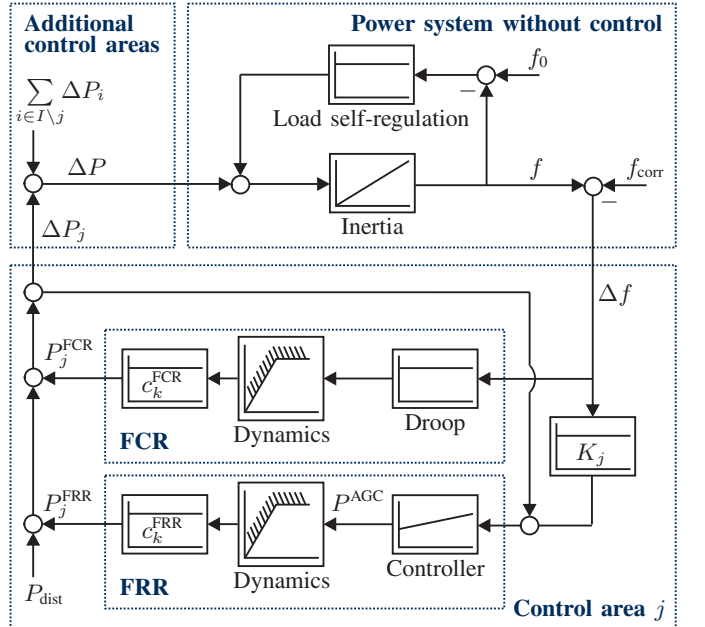 Additional
control areas
Power system without control
∑ ΔP_i
i∈I\j
f_0
−
Load self-regulation
ΔP
f
f_corr
−
Inertia
ΔP_j
Δf
P_j^FCR
c_k^FCR
Dynamics
Droop
FCR
K_j
P_j^FRR
c_k^FRR
P^AGC
Dynamics
Controller
FRR
P_dist
Control area j